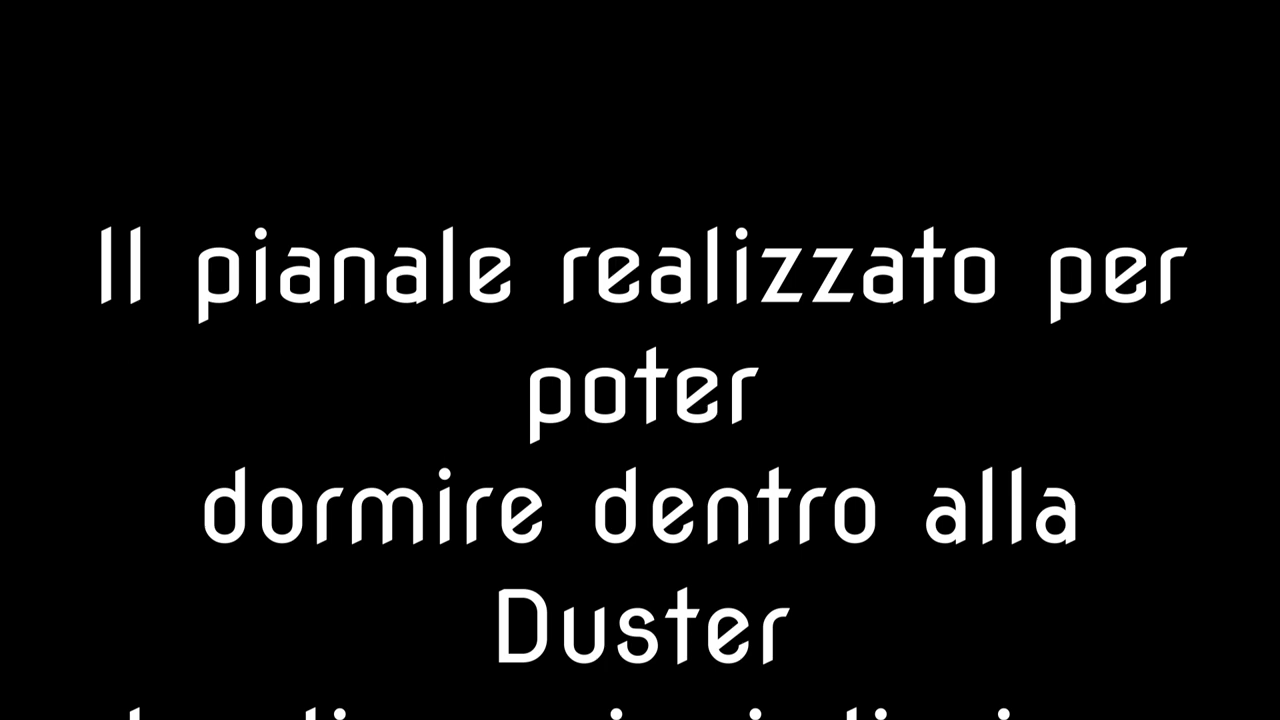 Il pianale realizzato per
poter
dormire dentro alla
Duster